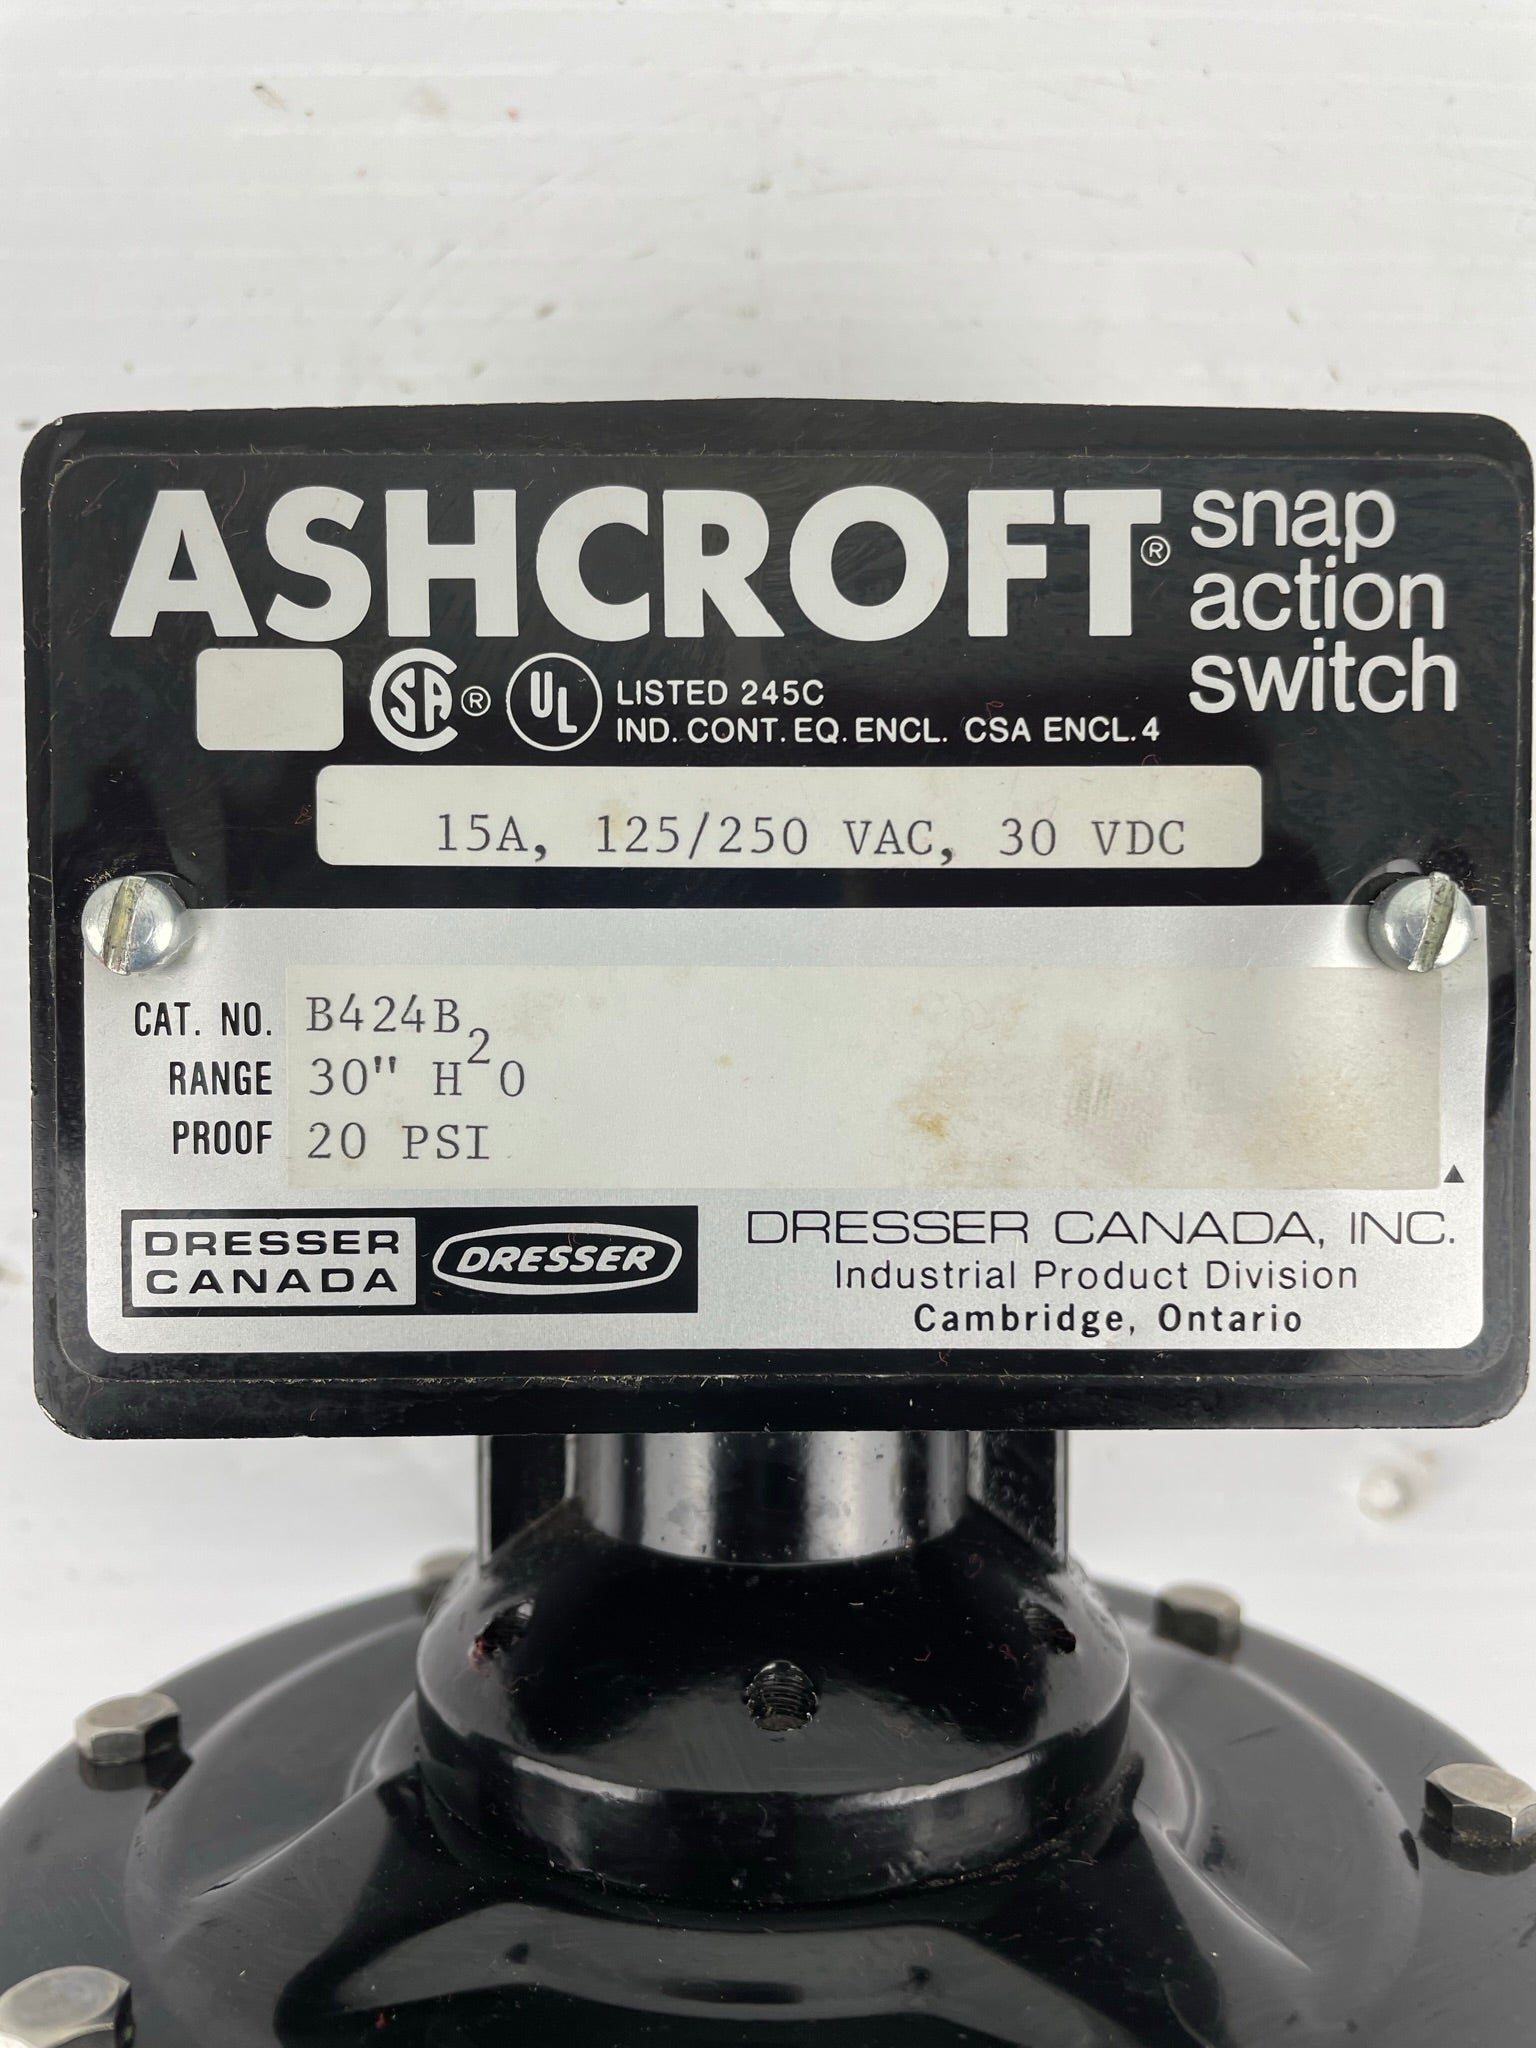 ASHCROFT® snap
action
switch
SA® UL LISTED 245C
IND. CONT. EQ. ENCL. CSA ENCL. 4
15A, 125/250 VAC, 30 VDC
CAT. NO. B424B
RANGE 30" H2O
PROOF 20 PSI
DRESSER
CANADA
DRESSER
DRESSER CANADA, INC.
Industrial Product Division
Cambridge, Ontario